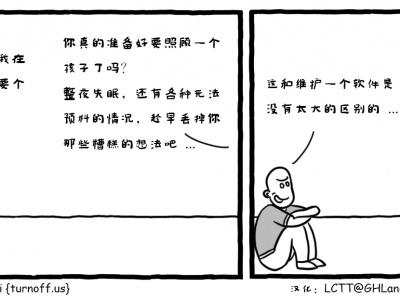 我在
要个
你真的准备好要照顾一个
孩子了吗?
整夜失眠，还有各种无法
预料的情况，趁早丢掉你
那些糟糕的想法吧 ...
这和维护一个软件是
没有太大的区别的 ...
i {turnoff.us}
汉化: LCTT@GHLan